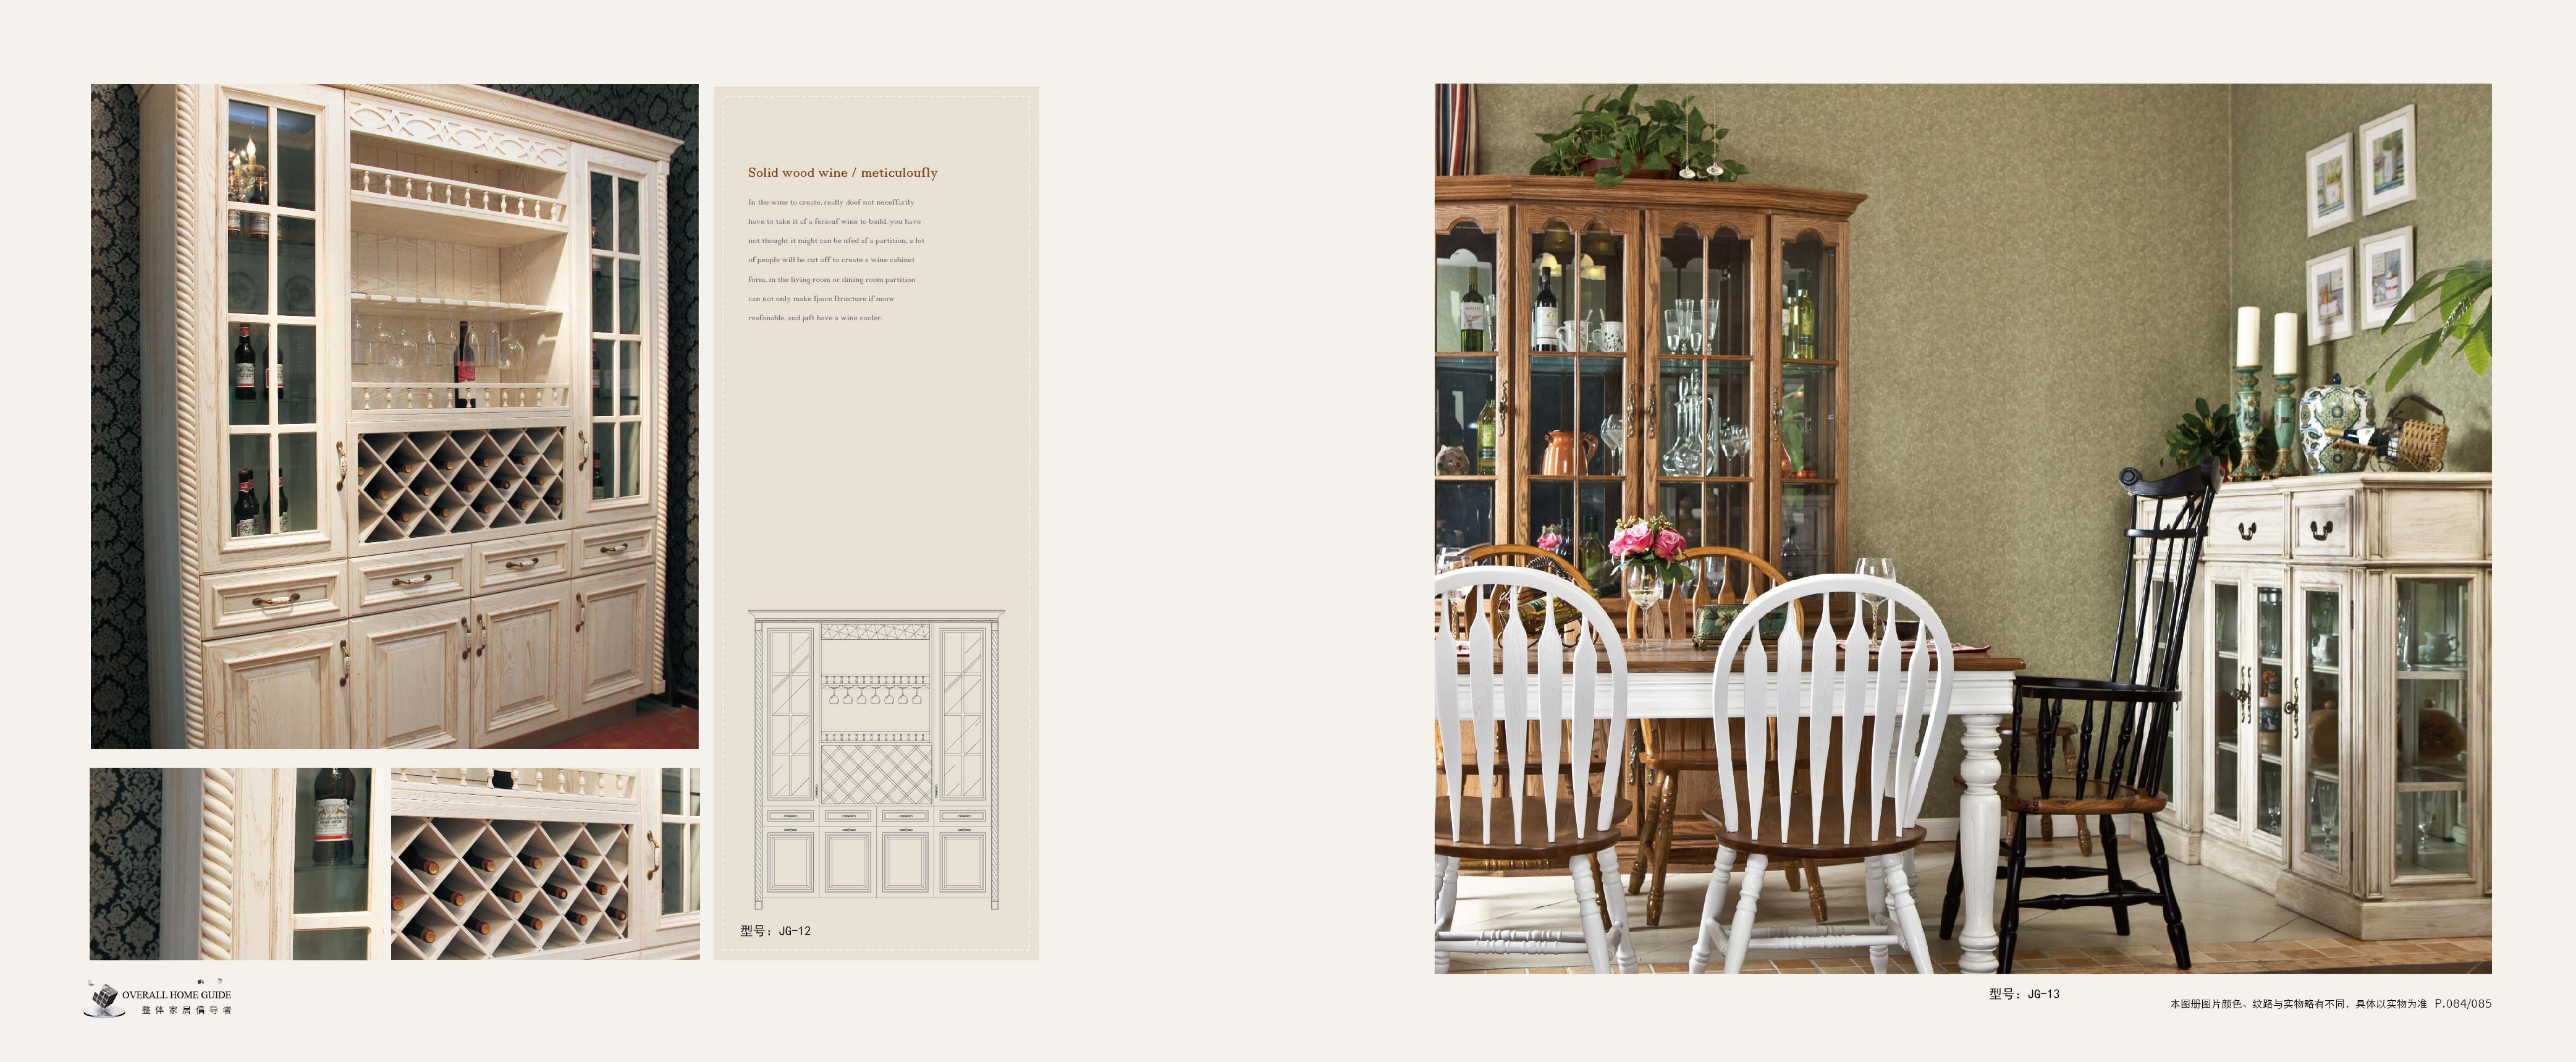 Solid wood wine / meticuloufly
In the wine to create, really doef not neceffarily
have to take it af a feriouf wine to build, you have
not thought it might can be ufed af a partition, a lot
of people will be cut off to create a wine cabinet
form, in the living room or dining room partition
can not only make fpace ftructure if more
reafonable, and juft have a wine cooler.
型号：JG-12
OVERALL HOME GUIDE
整体家居倡导者
型号：JG-13
本图册图片颜色、纹路与实物略有不同，具体以实物为准 P.084/085